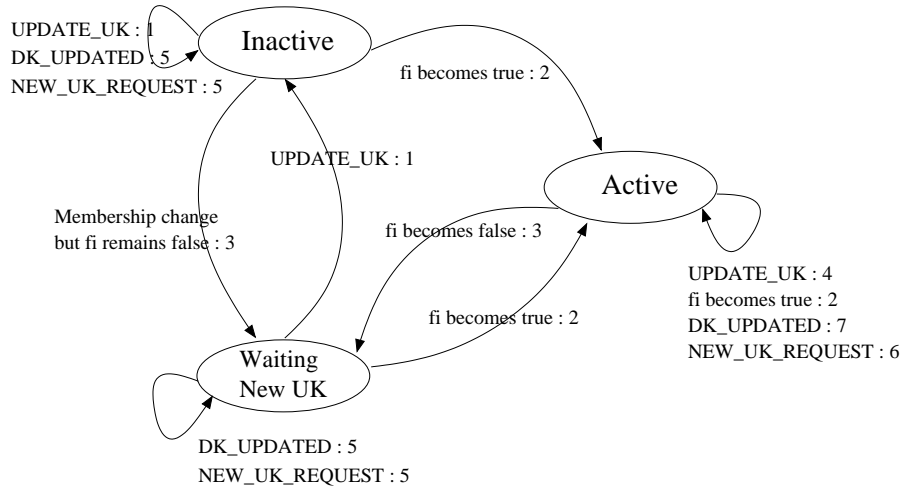 UPDATE_UK : 1
DK_UPDATED : 5
NEW_UK_REQUEST : 5
Inactive
fi becomes true : 2
UPDATE_UK : 1
Active
Membership change
but fi remains false : 3
fi becomes false : 3
UPDATE_UK : 4
fi becomes true : 2
DK_UPDATED : 7
NEW_UK_REQUEST : 6
fi becomes true : 2
Waiting
New UK
DK_UPDATED : 5
NEW_UK_REQUEST : 5